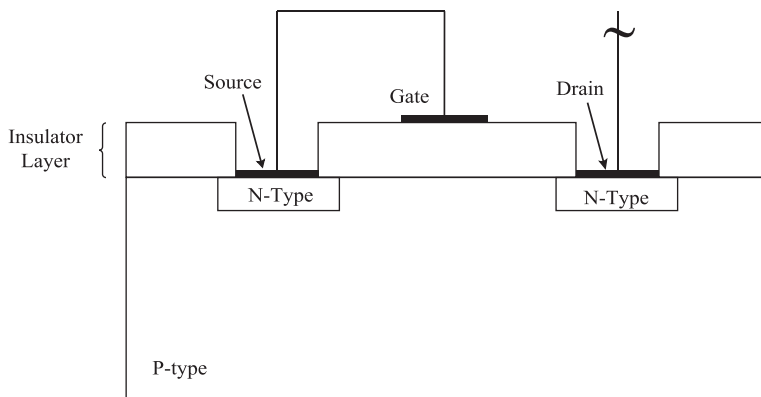 Source
Gate
Drain
Insulator
Layer
N-Type
N-Type
P-type